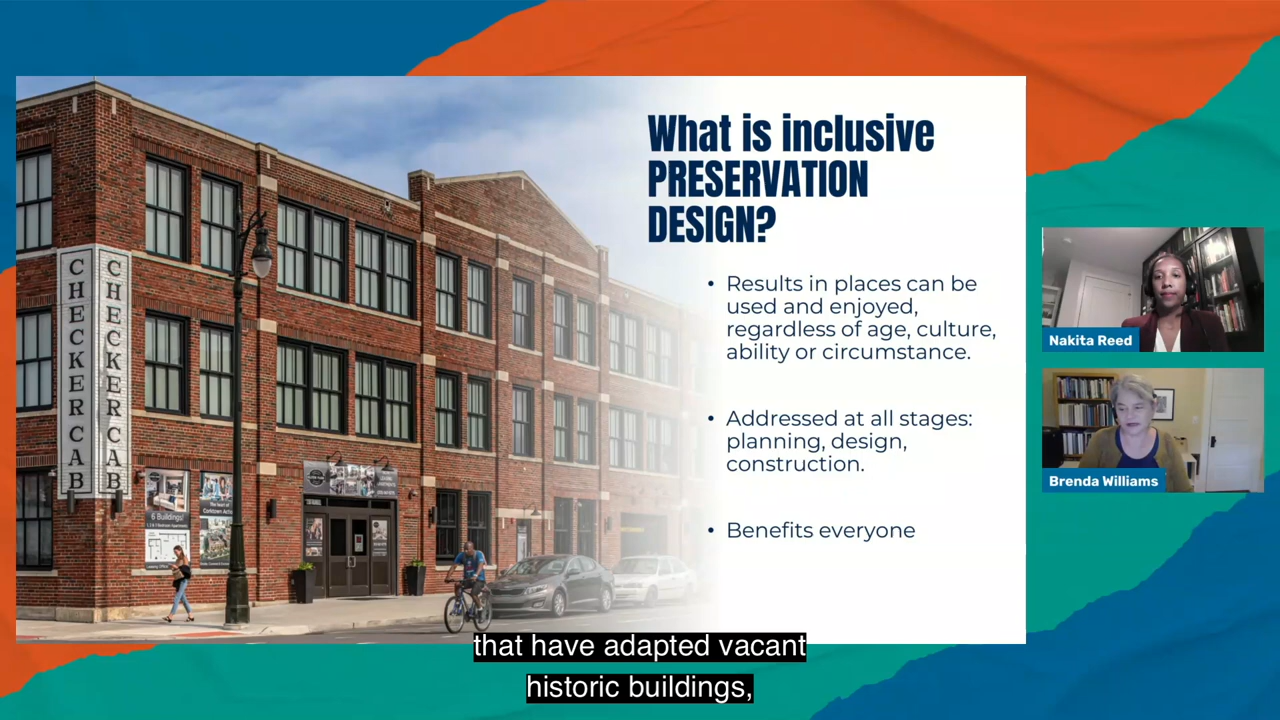 What is inclusive
PRESERVATION
DESIGN?
• Results in places can be
used and enjoyed,
regardless of age, culture,
ability or circumstance.
• Addressed at all stages:
planning, design,
construction.
• Benefits everyone
CHECKER CAB
CHECKER CAB
6 Buildings!
Nakita Reed
Brenda Williams
that have adapted vacant
historic buildings,